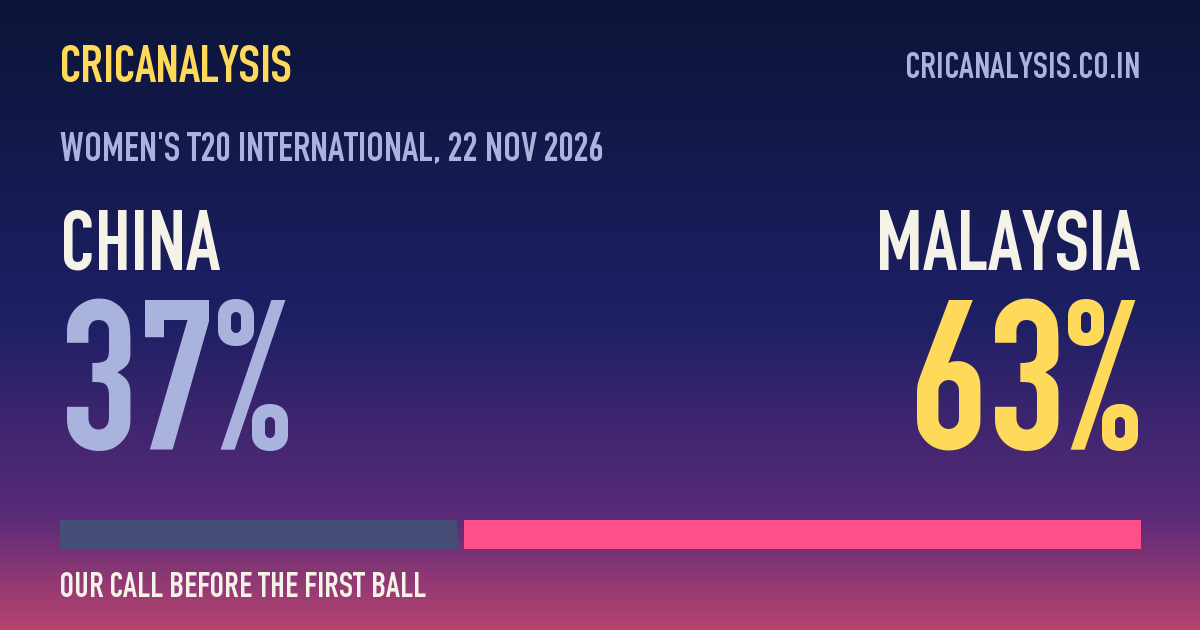 CRICANALYSIS
CRICANALYSIS.CO.IN
WOMEN'S T20 INTERNATIONAL, 22 NOV 2026
CHINA
MALAYSIA
37%
63%
OUR CALL BEFORE THE FIRST BALL